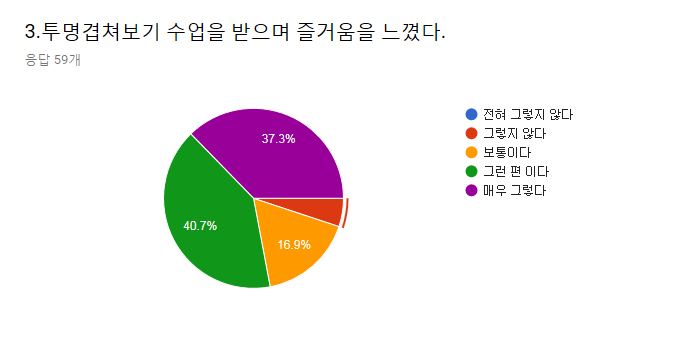 3.투명겹쳐보기 수업을 받으며 즐거움을 느꼈다.
응답 59개
37.3%
40.7%
16.9%
전혀 그렇지 않다
그렇지 않다
보통이다
그런 편 이다
매우 그렇다